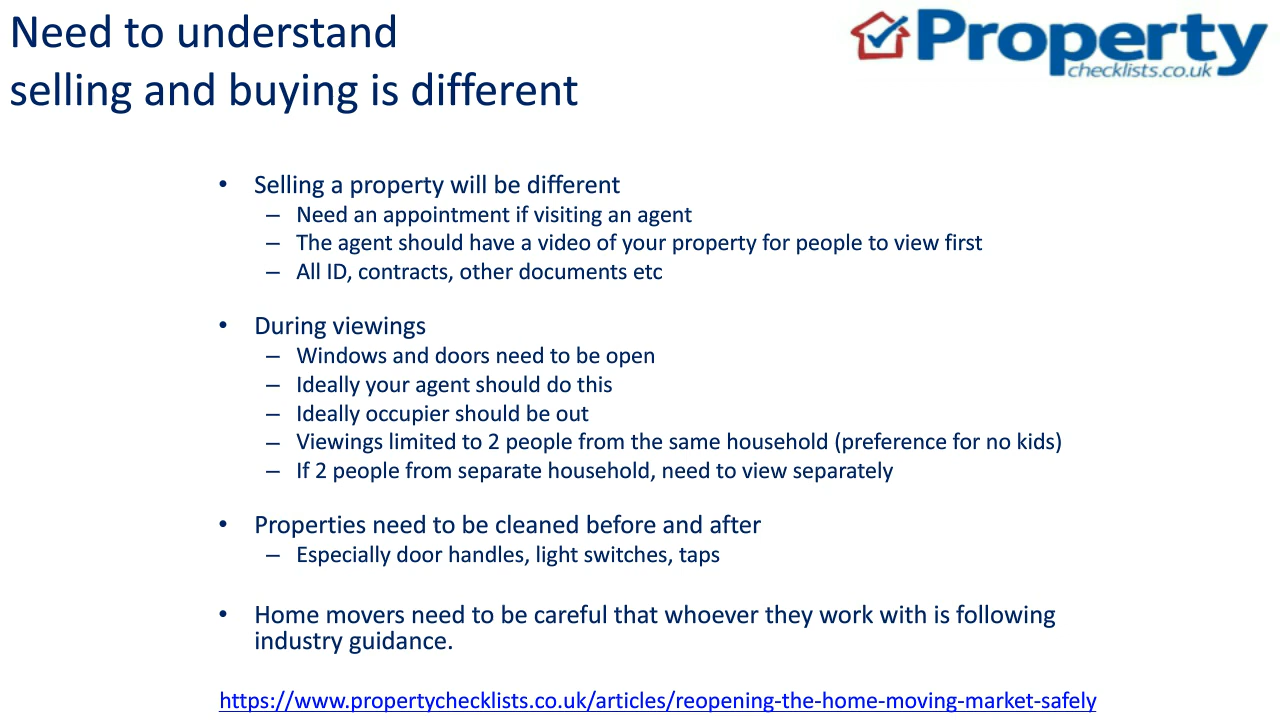 Need to understand
selling and buying is different
Property
checklists.co.uk
• Selling a property will be different
– Need an appointment if visiting an agent
– The agent should have a video of your property for people to view first
– All ID, contracts, other documents etc
• During viewings
– Windows and doors need to be open
– Ideally your agent should do this
– Ideally occupier should be out
– Viewings limited to 2 people from the same household (preference for no kids)
– If 2 people from separate household, need to view separately
• Properties need to be cleaned before and after
– Especially door handles, light switches, taps
• Home movers need to be careful that whoever they work with is following
industry guidance.
https://www.propertychecklists.co.uk/articles/reopening-the-home-moving-market-safely